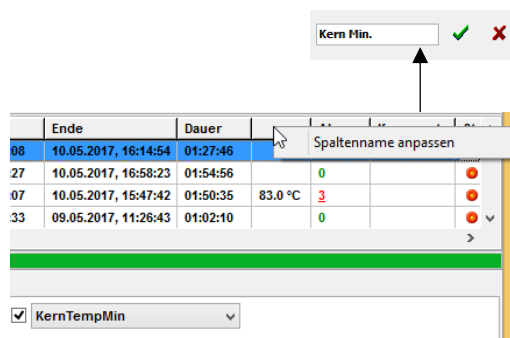 Kern Min.
Ende Dauer
:08 10.05.2017, 16:14:54 01:27:46
Spaltenname anpassen
:27 10.05.2017, 16:58:23 01:54:56 0
:07 10.05.2017, 15:47:42 01:50:35 83.0 °C 3
:33 09.05.2017, 11:26:43 01:02:10 0
KernTempMin